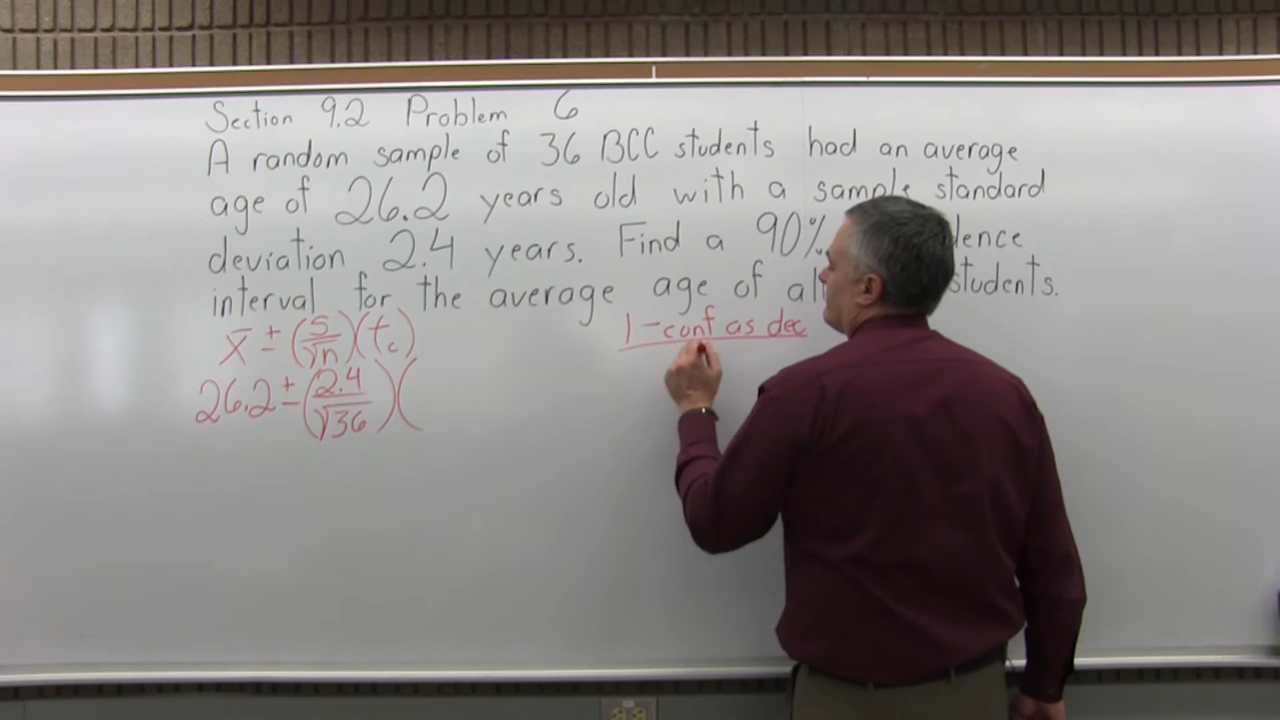 Section 9.2 Problem 6
A random sample of 36 BCC students had an average
age of 26.2 years old with a sample standard
deviation 2.4 years. Find a 90%
interval for the average age of students.
x̄ ± (s/√n)(t_c) 1 - conf as dec
26.2 ± (2.4/√36)(